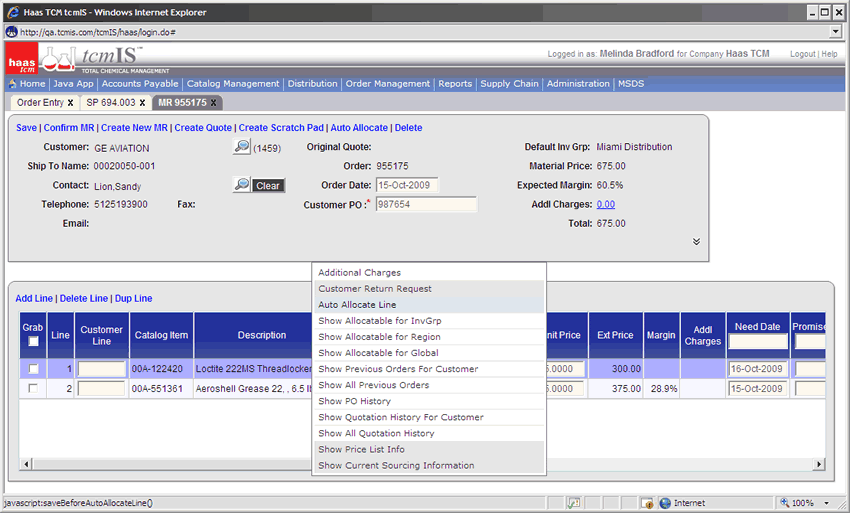 Haas TCM tcmIS - Windows Internet Explorer
http://qa.tcmis.com/tcmIS/haas/login.do#
haas tcm tcmIS™ TOTAL CHEMICAL MANAGEMENT
Logged in as: Melinda Bradford for Company Haas TCM Logout | Help
Home | Java App | Accounts Payable | Catalog Management | Distribution | Order Management | Reports | Supply Chain | Administration | MSDS
Order Entry x SP 694.003 x MR 955175 x
Save | Confirm MR | Create New MR | Create Quote | Create Scratch Pad | Auto Allocate | Delete
Customer: GE AVIATION (1459) Original Quote: Default Inv Grp: Miami Distribution
Ship To Name: 00020050-001 Order: 955175 Material Price: 675.00
Contact: Lion,Sandy Clear Order Date: 15-Oct-2009 Expected Margin: 60.5%
Telephone: 5125193900 Fax: Customer PO :* 987654 Addl Charges: 0.00
Email: Total: 675.00
Additional Charges
Customer Return Request
Auto Allocate Line
Show Allocatable for InvGrp
Show Allocatable for Region
Show Allocatable for Global
Show Previous Orders For Customer
Show All Previous Orders
Show PO History
Show Quotation History For Customer
Show All Quotation History
Show Price List Info
Show Current Sourcing Information
Add Line | Delete Line | Dup Line
Grab Line Customer Line Catalog Item Description nit Price Ext Price Margin Addl Charges Need Date Promise
1 00A-122420 Loctite 222MS Threadlocker .0000 300.00 16-Oct-2009
2 00A-551361 Aeroshell Grease 22, , 6.5 lb .0000 375.00 28.9% 15-Oct-2009
javascript:saveBeforeAutoAllocateLine() Internet 100%